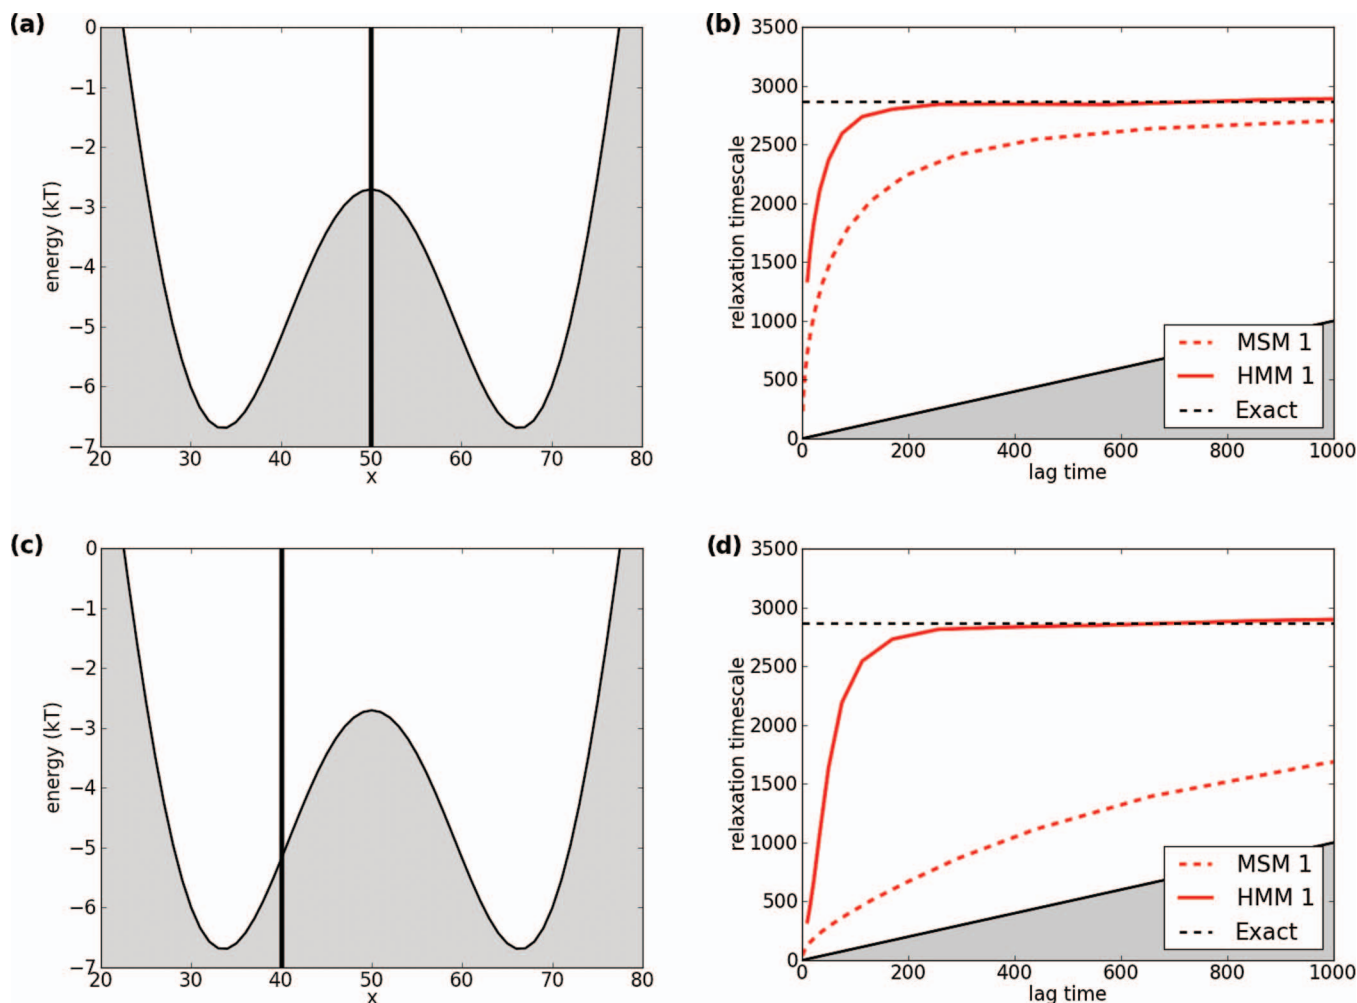 (a)
0
−1
−2
−3
−4
−5
−6
−7
energy (kT)
20 30 40 50 60 70 80
x
(b)
3500
3000
2500
2000
1500
1000
500
0
relaxation timescale
MSM 1
HMM 1
Exact
0 200 400 600 800 1000
lag time
(c)
0
−1
−2
−3
−4
−5
−6
−7
energy (kT)
20 30 40 50 60 70 80
x
(d)
3500
3000
2500
2000
1500
1000
500
0
relaxation timescale
MSM 1
HMM 1
Exact
0 200 400 600 800 1000
lag time